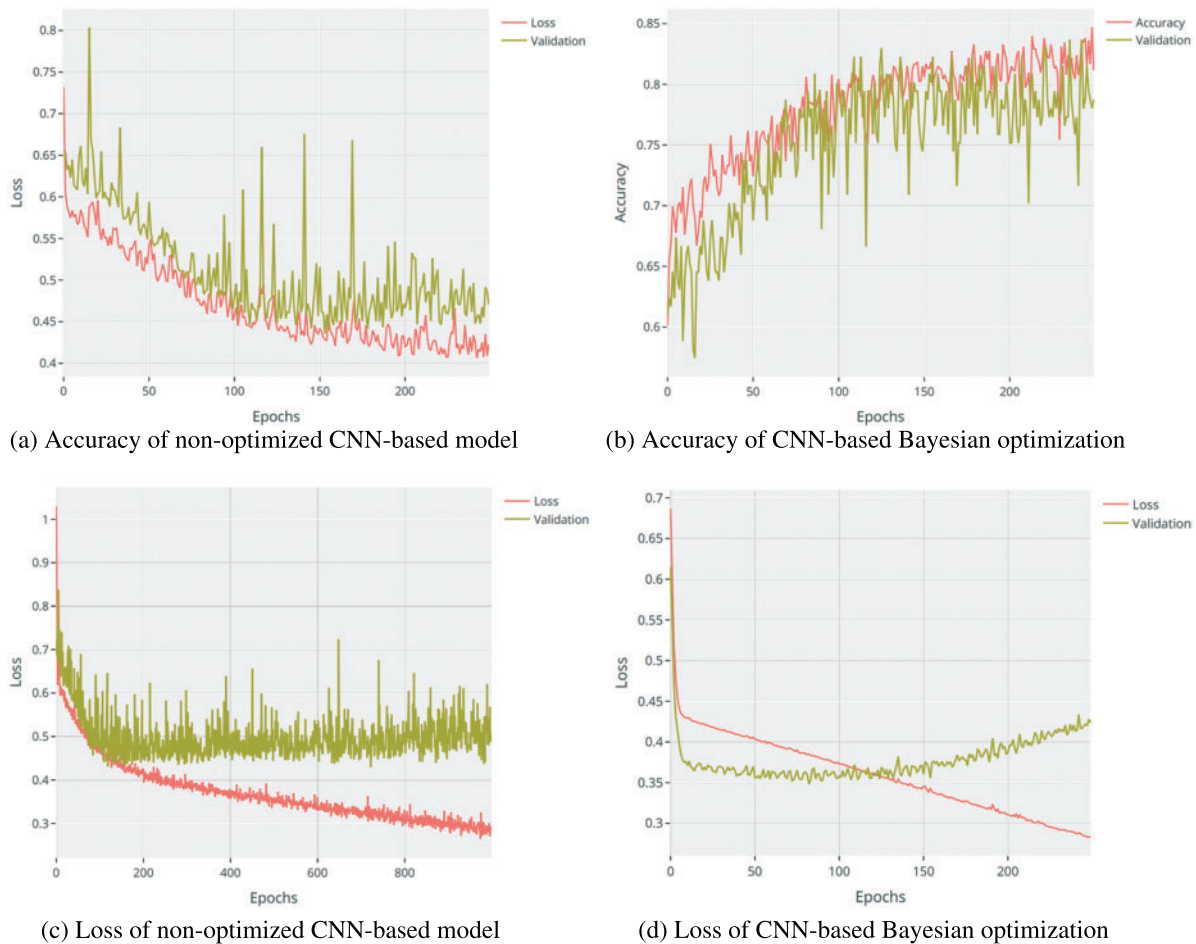 0.8
0.75
0.7
0.65
0.6
0.55
0.5
0.45
0.4
Loss
0 50 100 150 200
Epochs
Loss
Validation
(a) Accuracy of non-optimized CNN-based model
0.85
0.8
0.75
0.7
0.65
0.6
Accuracy
0 50 100 150 200
Epochs
Accuracy
Validation
(b) Accuracy of CNN-based Bayesian optimization
1
0.9
0.8
0.7
0.6
0.5
0.4
0.3
Loss
0 200 400 600 800
Epochs
Loss
Validation
(c) Loss of non-optimized CNN-based model
0.7
0.65
0.6
0.55
0.5
0.45
0.4
0.35
0.3
Loss
0 50 100 150 200
Epochs
Loss
Validation
(d) Loss of CNN-based Bayesian optimization